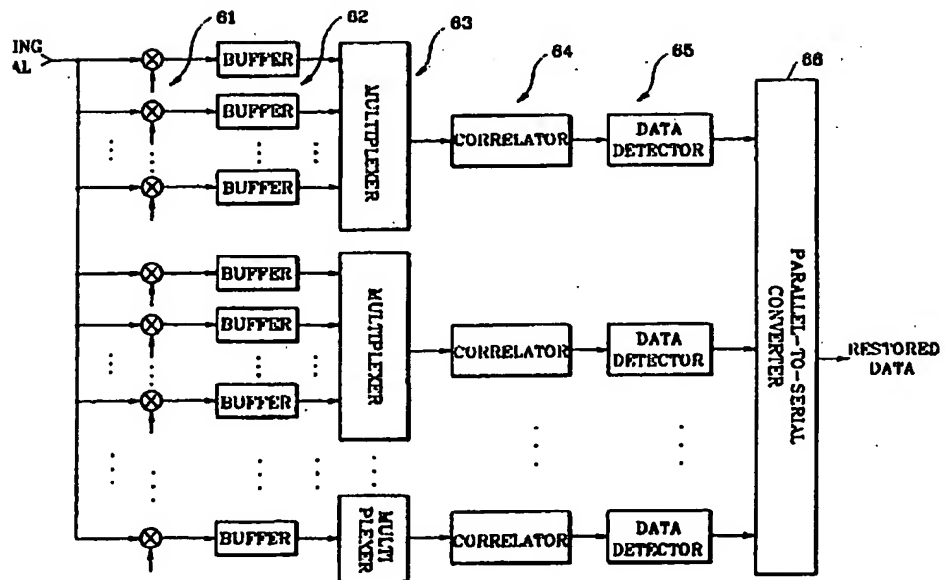 61
62
63
64
65
66
ING
AL
BUFFER
BUFFER
BUFFER
MULTIPLEXER
CORRELATOR
DATA
DETECTOR
BUFFER
BUFFER
BUFFER
MULTIPLEXER
CORRELATOR
DATA
DETECTOR
BUFFER
MULTI
PLEXER
CORRELATOR
DATA
DETECTOR
PARALLEL-TO-SERIAL
CONVERTER
RESTORED
DATA